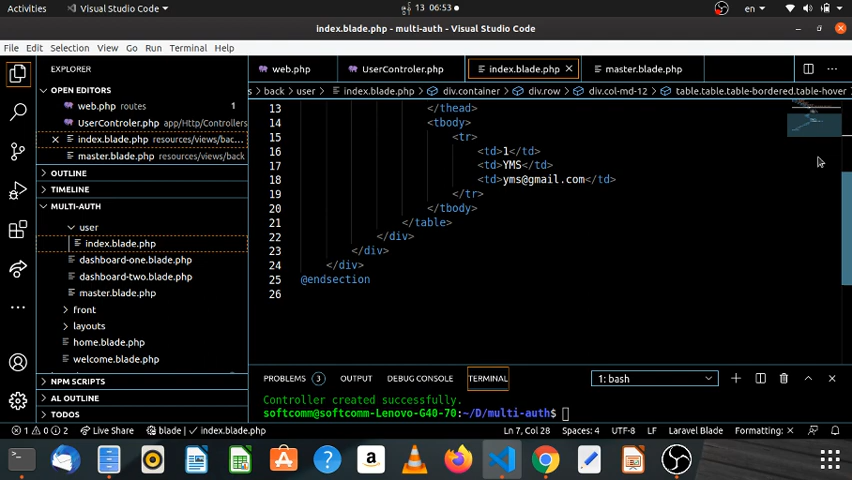 Activities
Visual Studio Code
13 06:53
en
index.blade.php - multi-auth - Visual Studio Code
File Edit Selection View Go Run Terminal Help
EXPLORER
web.php
UserControler.php
index.blade.php
master.blade.php
OPEN EDITORS
web.php routes 1
UserControler.php app/Http/Controllers
index.blade.php resources/views/bac...
master.blade.php resources/views/back
OUTLINE
TIMELINE
MULTI-AUTH
user
index.blade.php
dashboard-one.blade.php
dashboard-two.blade.php
master.blade.php
front
layouts
home.blade.php
welcome.blade.php
NPM SCRIPTS
AL OUTLINE
TODOS
back > user > index.blade.php > div.container > div.row > div.col-md-12 > table.table.table-bordered.table-hover
13 </thead>
14 <tbody>
15 <tr>
16 <td>1</td>
17 <td>YMS</td>
18 <td>yms@gmail.com</td>
19 </tr>
20 </tbody>
21 </table>
22 </div>
23 </div>
24 </div>
25 @endsection
26
PROBLEMS 3 OUTPUT DEBUG CONSOLE TERMINAL 1: bash
Controller created successfully.
softcomm@softcomm-Lenovo-G40-70:~/D/multi-auth$
1 0 2 Live Share blade index.blade.php Ln 7, Col 28 Spaces: 4 UTF-8 LF Laravel Blade Formatting: ×